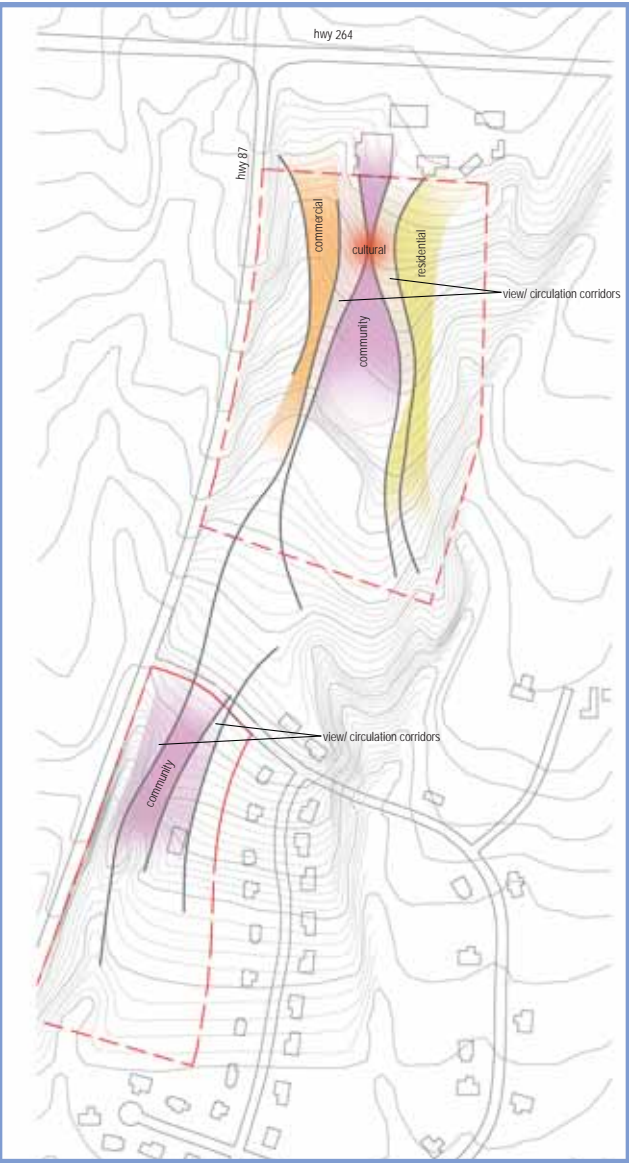 hwy 264
hwy 87
commercial
cultural
residential
view/ circulation corridors
community
view/ circulation corridors
community